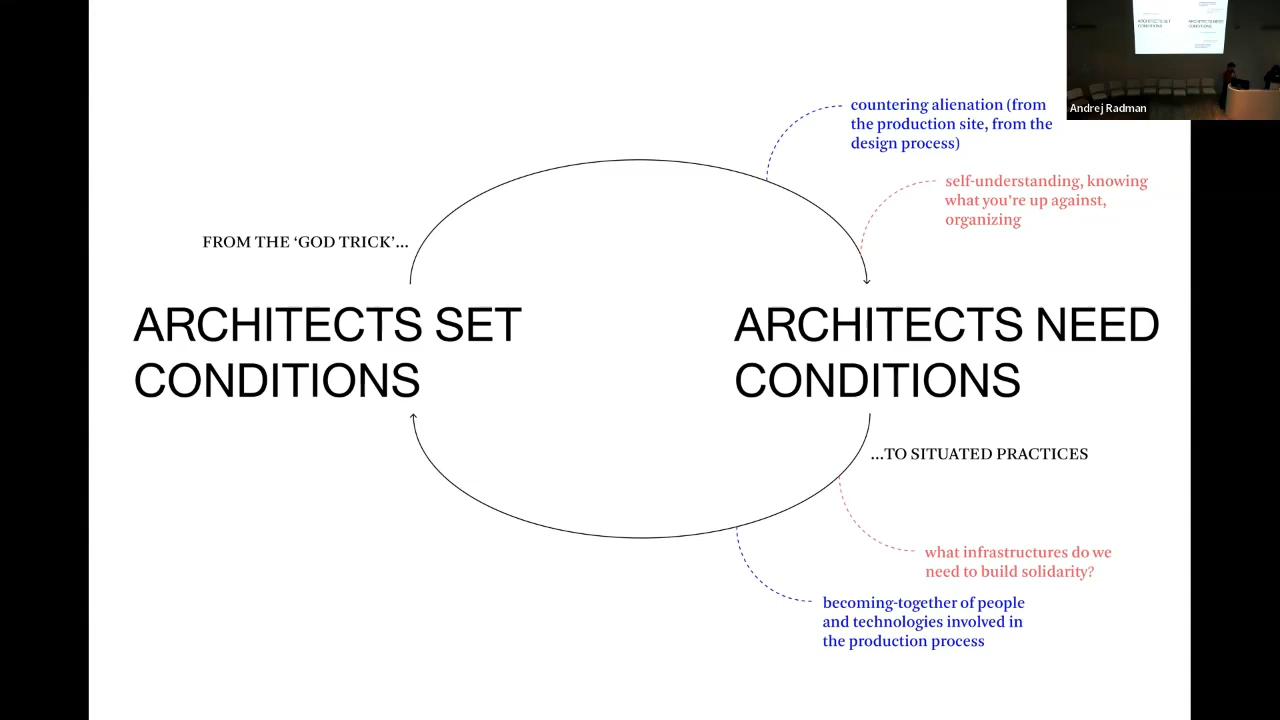 Andrej Radman
countering alienation (from
the production site, from the
design process)
self-understanding, knowing
what you're up against,
organizing
FROM THE ‘GOD TRICK’...
ARCHITECTS SET
CONDITIONS
ARCHITECTS NEED
CONDITIONS
...TO SITUATED PRACTICES
what infrastructures do we
need to build solidarity?
becoming-together of people
and technologies involved in
the production process